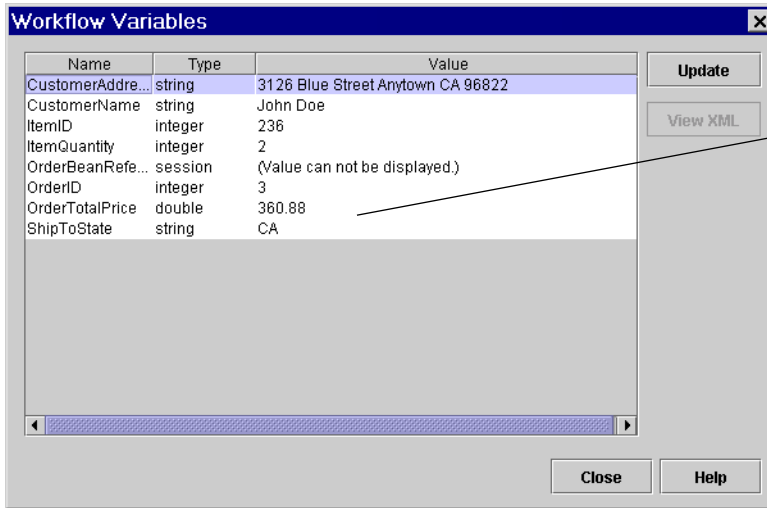 Workflow Variables
Name Type Value
CustomerAddre... string 3126 Blue Street Anytown CA 96822
CustomerName string John Doe
ItemID integer 236
ItemQuantity integer 2
OrderBeanRefe... session (Value can not be displayed.)
OrderID integer 3
OrderTotalPrice double 360.88
ShipToState string CA
Update
View XML
Close Help